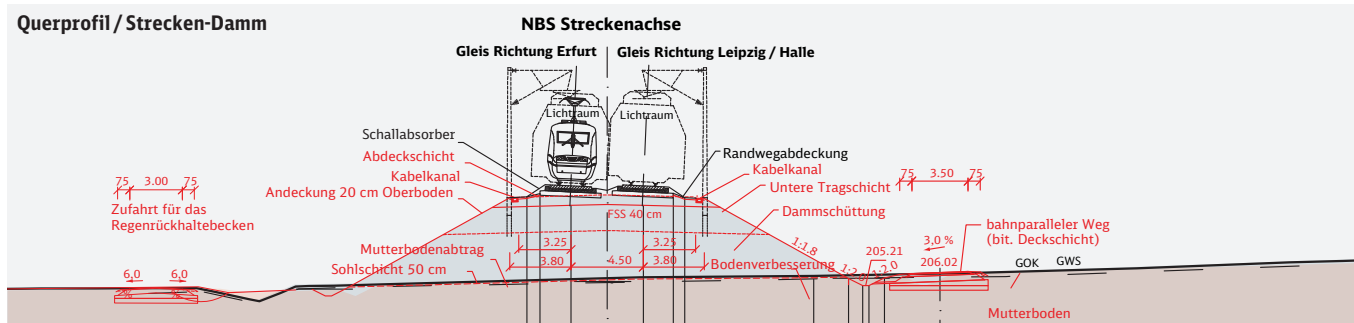 Querprofil / Strecken-Damm
NBS Streckenachse
Gleis Richtung Erfurt
Gleis Richtung Leipzig / Halle
Lichtraum
Lichtraum
Schallabsorber
Randwegabdeckung
Abdeckschicht
Kabelkanal
Kabelkanal
75 3.00 75
75 3.50 75
Andeckung 20 cm Oberboden
Untere Tragschicht
Zufahrt für das
Regenrückhaltebecken
FSS 40 cm
Dammschüttung
bahnparalleler Weg
(bit. Deckschicht)
3.25
3.25
1:1.8
205.21
3,0 %
Mutterbodenabtrag
3.80
4.50
3.80
Bodenverbesserung
206.02
GOK
GWS
Sohlschicht 50 cm
6,0
6,0
1:2.0
Mutterboden